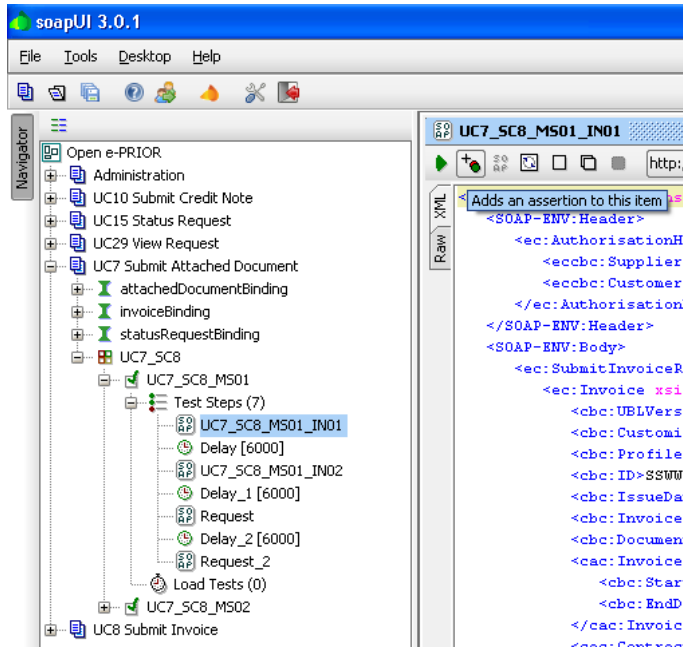 soapUI 3.0.1
File Tools Desktop Help
Navigator
Open e-PRIOR
Administration
UC10 Submit Credit Note
UC15 Status Request
UC29 View Request
UC7 Submit Attached Document
attachedDocumentBinding
invoiceBinding
statusRequestBinding
UC7_SC8
UC7_SC8_MS01
Test Steps (7)
UC7_SC8_MS01_IN01
Delay [6000]
UC7_SC8_MS01_IN02
Delay_1 [6000]
Request
Delay_2 [6000]
Request_2
Load Tests (0)
UC7_SC8_MS02
UC8 Submit Invoice
UC7_SC8_MS01_IN01
http:
Adds an assertion to this item
XML
Raw
<SOAP-ENV:Header>
<ec:AuthorisationH
<eccbc:Supplier
<eccbc:Customer
</ec:Authorisation
</SOAP-ENV:Header>
<SOAP-ENV:Body>
<ec:SubmitInvoiceR
<ec:Invoice xsi
<cbc:UBLVers
<cbc:Customi
<cbc:Profile
<cbc:ID>SSWW
<cbc:IssueDa
<cbc:Invoice
<cbc:Documen
<cac:Invoice
<cbc:Star
<cbc:EndD
</cac:Invoic